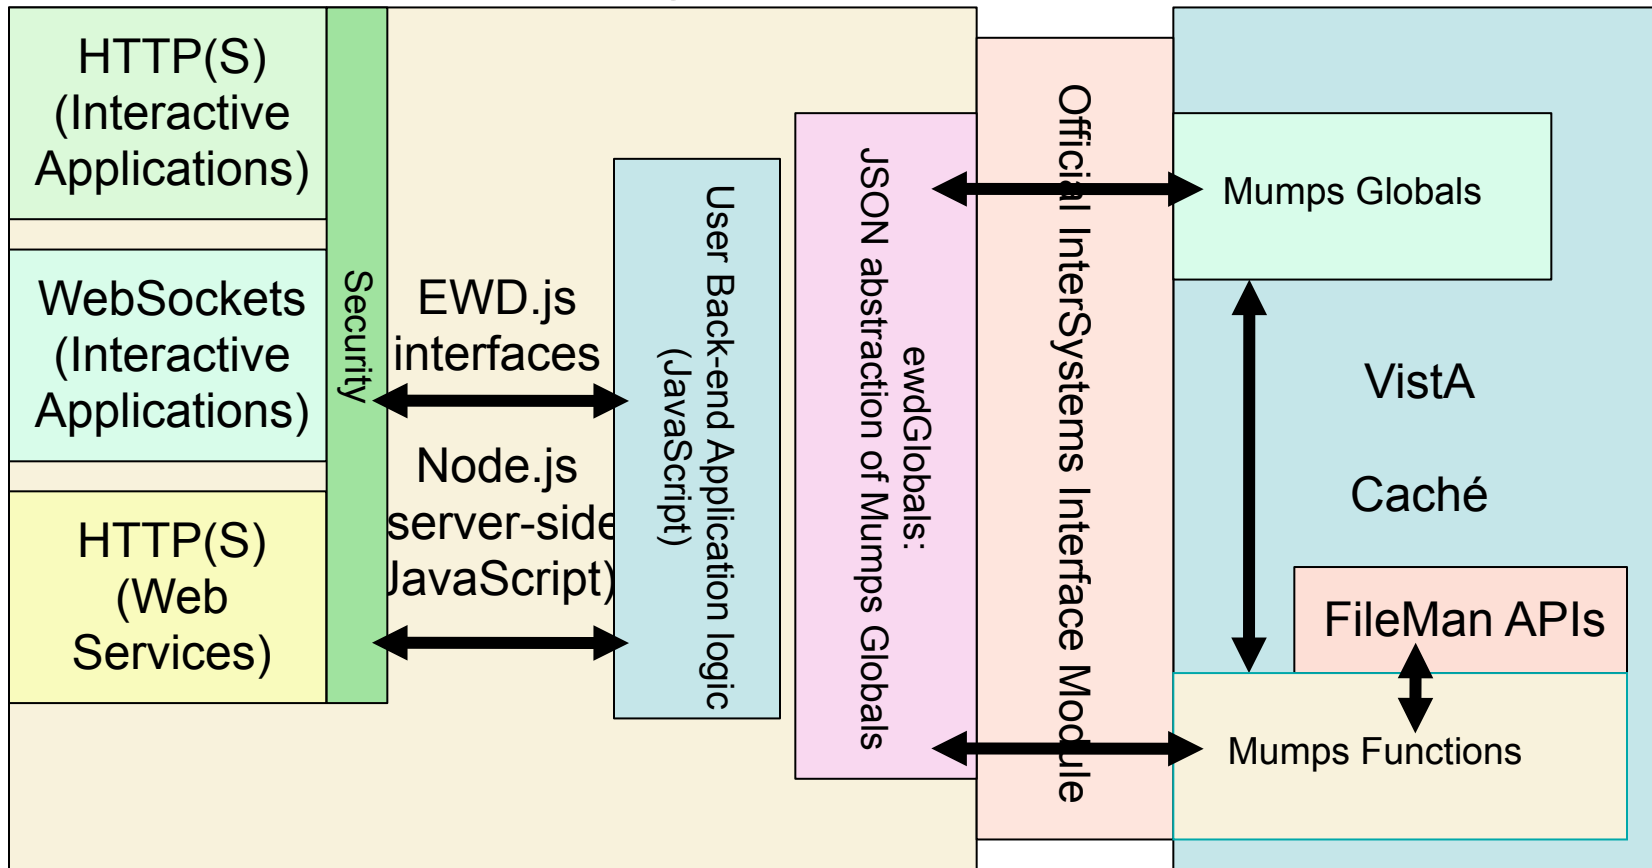 HTTP(S)
(Interactive
Applications)
WebSockets
(Interactive
Applications)
HTTP(S)
(Web
Services)
Security
EWD.js
interfaces
Node.js
server-side
JavaScript)
User Back-end Application logic
(JavaScript)
ewdGlobals:
JSON abstraction of Mumps Globals
Official InterSystems Interface Module
Mumps Globals
VistA
Caché
FileMan APIs
Mumps Functions